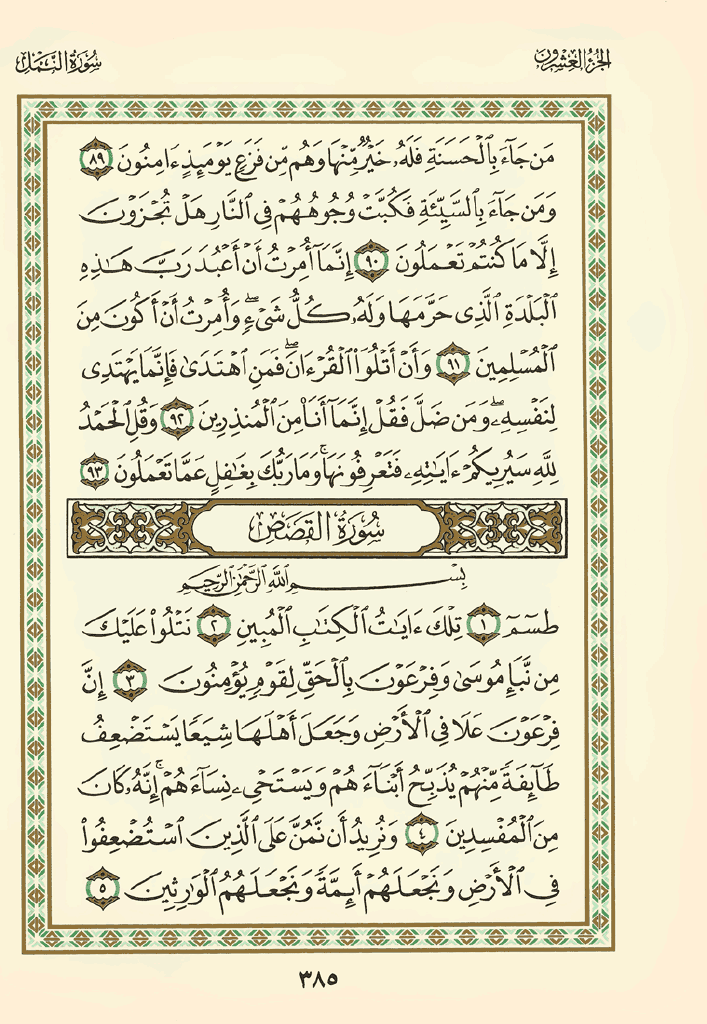 الجزء العشرون
سورة النمل
مَن جَآءَ بِٱلْحَسَنَةِ فَلَهُۥ خَيْرٌ مِّنْهَا وَهُم مِّن فَزَعٍ يَوْمَئِذٍ ءَامِنُونَ ٨٩
وَمَن جَآءَ بِٱلسَّيِّئَةِ فَكُبَّتْ وُجُوهُهُمْ فِى ٱلنَّارِ هَلْ تُجْزَوْنَ
إِلَّا مَا كُنتُمْ تَعْمَلُونَ ٩٠ إِنَّمَآ أُمِرْتُ أَنْ أَعْبُدَ رَبَّ هَٰذِهِ
ٱلْبَلْدَةِ ٱلَّذِى حَرَّمَهَا وَلَهُۥ كُلُّ شَىْءٍۖ وَأُمِرْتُ أَنْ أَكُونَ مِنَ
ٱلْمُسْلِمِينَ ٩١ وَأَنْ أَتْلُوَا۟ ٱلْقُرْءَانَۖ فَمَنِ ٱهْتَدَىٰ فَإِنَّمَا يَهْتَدِى
لِنَفْسِهِۦۖ وَمَن ضَلَّ فَقُلْ إِنَّمَآ أَنَا۠ مِنَ ٱلْمُنذِرِينَ ٩٢ وَقُلِ ٱلْحَمْدُ
لِلَّهِ سَيُرِيكُمْ ءَايَٰتِهِۦ فَتَعْرِفُونَهَاۚ وَمَا رَبُّكَ بِغَٰفِلٍ عَمَّا تَعْمَلُونَ ٩٣
سُورَةُ القَصَصِ
بِسْمِ ٱللَّهِ ٱلرَّحْمَٰنِ ٱلرَّحِيمِ
طسٓمٓ ١ تِلْكَ ءَايَٰتُ ٱلْكِتَٰبِ ٱلْمُبِينِ ٢ نَتْلُوا۟ عَلَيْكَ
مِن نَّبَإِ مُوسَىٰ وَفِرْعَوْنَ بِٱلْحَقِّ لِقَوْمٍ يُؤْمِنُونَ ٣ إِنَّ
فِرْعَوْنَ عَلَا فِى ٱلْأَرْضِ وَجَعَلَ أَهْلَهَا شِيَعًا يَسْتَضْعِفُ
طَآئِفَةً مِّنْهُمْ يُذَبِّحُ أَبْنَآءَهُمْ وَيَسْتَحْىِۦ نِسَآءَهُمْۚ إِنَّهُۥ كَانَ
مِنَ ٱلْمُفْسِدِينَ ٤ وَنُرِيدُ أَن نَّمُنَّ عَلَى ٱلَّذِينَ ٱسْتُضْعِفُوا۟
فِى ٱلْأَرْضِ وَنَجْعَلَهُمْ أَئِمَّةً وَنَجْعَلَهُمُ ٱلْوَٰرِثِينَ ٥
٣٨٥